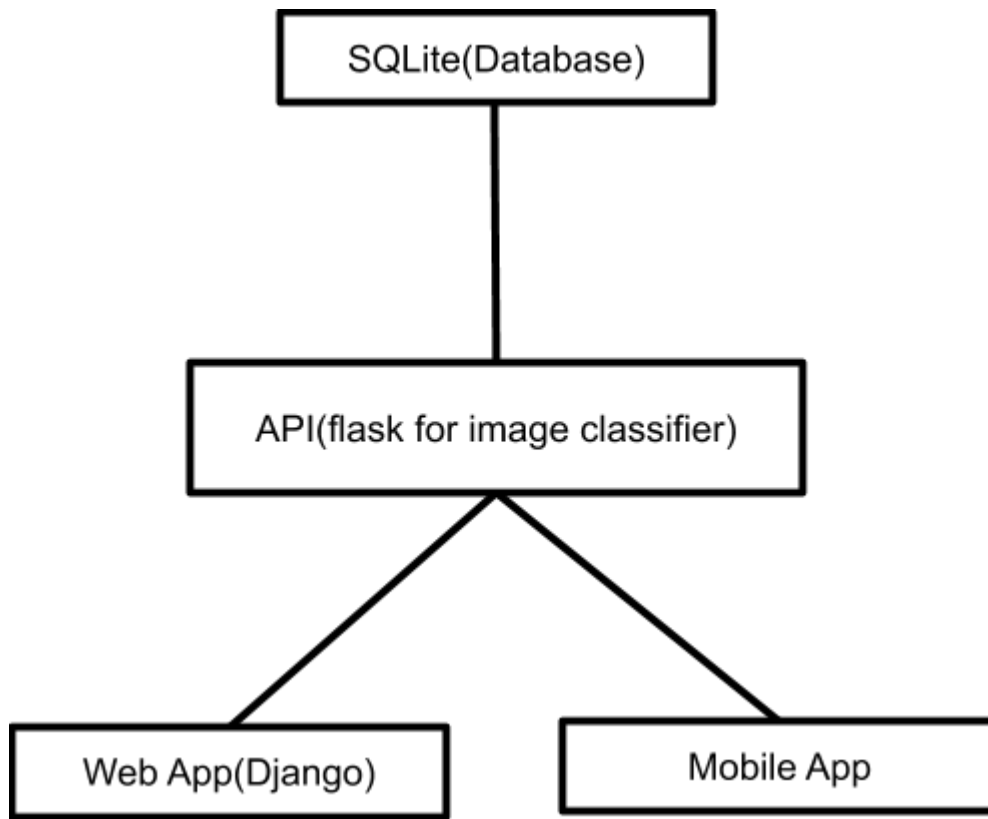 SQLite(Database)
API(flask for image classifier)
Web App(Django)
Mobile App